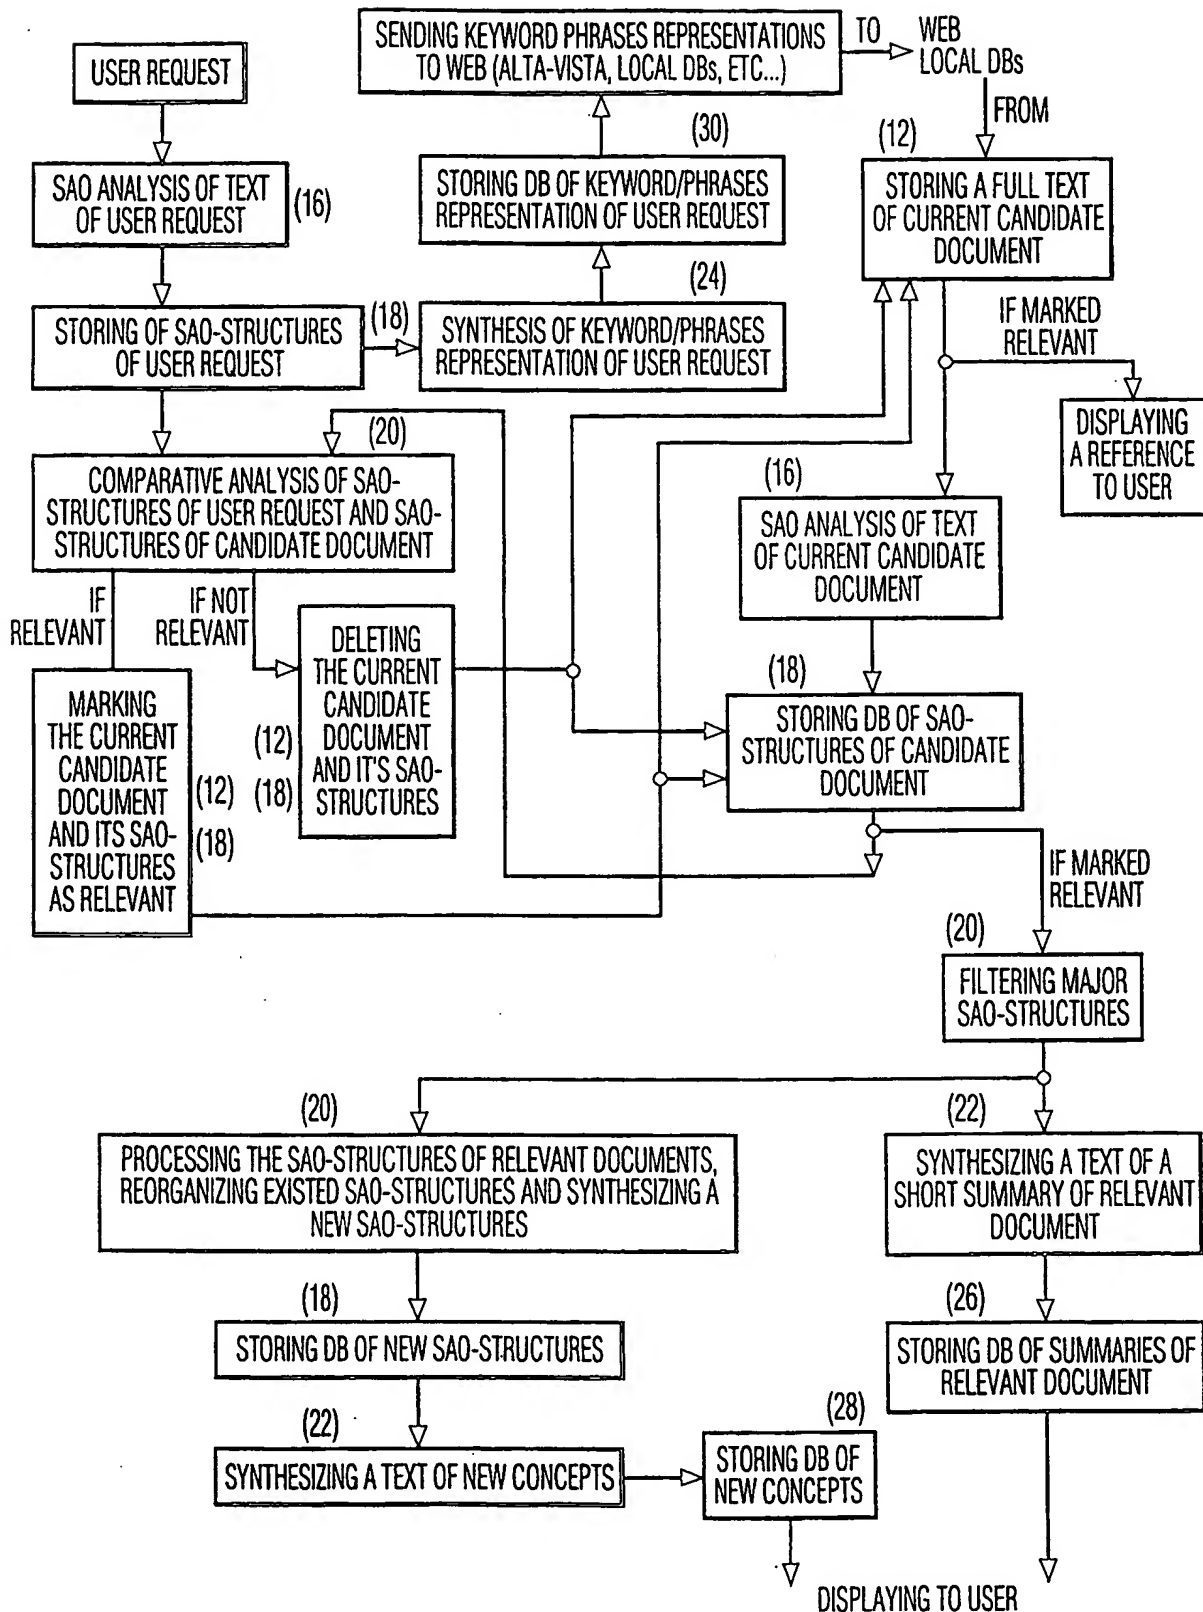 USER REQUEST
SAO ANALYSIS OF TEXT
OF USER REQUEST
(16)
STORING OF SAO-STRUCTURES
OF USER REQUEST
(18)
SENDING KEYWORD PHRASES REPRESENTATIONS
TO WEB (ALTA-VISTA, LOCAL DBs, ETC...)
TO
WEB
LOCAL DBs
FROM
(30)
STORING DB OF KEYWORD/PHRASES
REPRESENTATION OF USER REQUEST
(24)
SYNTHESIS OF KEYWORD/PHRASES
REPRESENTATION OF USER REQUEST
(12)
STORING A FULL TEXT
OF CURRENT CANDIDATE
DOCUMENT
IF MARKED
RELEVANT
DISPLAYING
A REFERENCE
TO USER
(20)
COMPARATIVE ANALYSIS OF SAO-
STRUCTURES OF USER REQUEST AND SAO-
STRUCTURES OF CANDIDATE DOCUMENT
(16)
SAO ANALYSIS OF TEXT
OF CURRENT CANDIDATE
DOCUMENT
IF
RELEVANT
IF NOT
RELEVANT
DELETING
THE CURRENT
CANDIDATE
DOCUMENT
AND IT'S SAO-
STRUCTURES
(12)
(18)
MARKING
THE CURRENT
CANDIDATE
DOCUMENT
AND ITS SAO-
STRUCTURES
AS RELEVANT
(12)
(18)
(18)
STORING DB OF SAO-
STRUCTURES OF CANDIDATE
DOCUMENT
IF MARKED
RELEVANT
(20)
FILTERING MAJOR
SAO-STRUCTURES
(20)
PROCESSING THE SAO-STRUCTURES OF RELEVANT DOCUMENTS,
REORGANIZING EXISTED SAO-STRUCTURES AND SYNTHESIZING A
NEW SAO-STRUCTURES
(22)
SYNTHESIZING A TEXT OF A
SHORT SUMMARY OF RELEVANT
DOCUMENT
(18)
STORING DB OF NEW SAO-STRUCTURES
(26)
STORING DB OF SUMMARIES OF
RELEVANT DOCUMENT
(22)
SYNTHESIZING A TEXT OF NEW CONCEPTS
(28)
STORING DB OF
NEW CONCEPTS
DISPLAYING TO USER